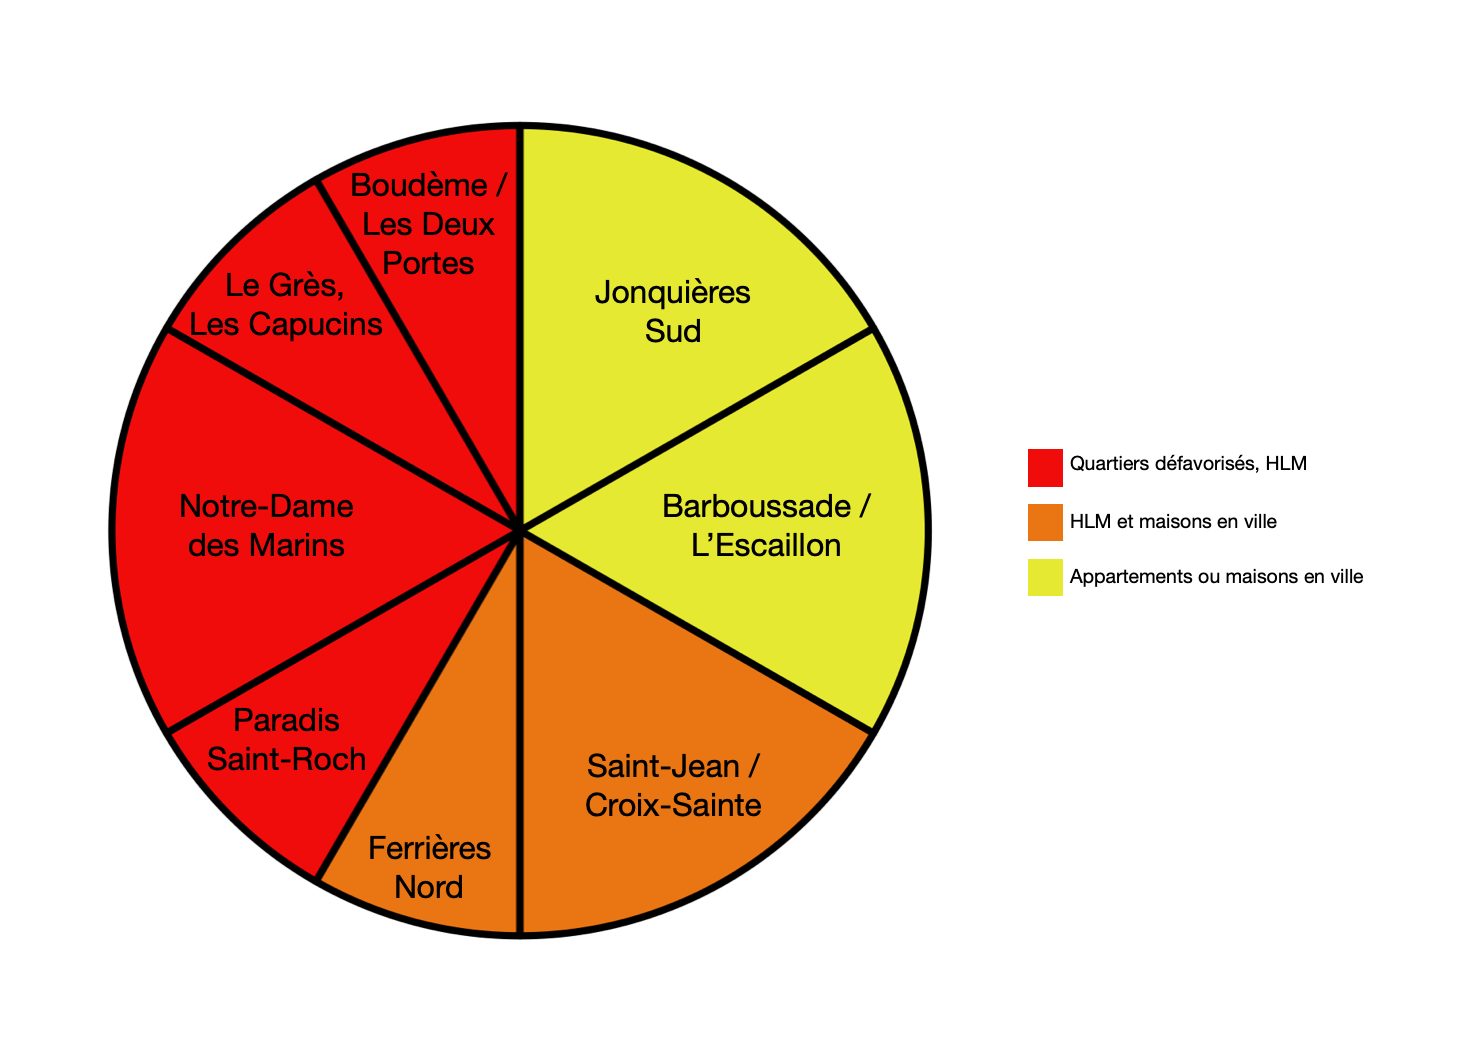 Boudème /
Les Deux
Portes
Jonquières
Sud
Le Grès,
Les Capucins
Notre-Dame
des Marins
Barboussade /
L’Escaillon
Paradis
Saint-Roch
Saint-Jean /
Croix-Sainte
Ferrières
Nord
Quartiers défavorisés, HLM
HLM et maisons en ville
Appartements ou maisons en ville